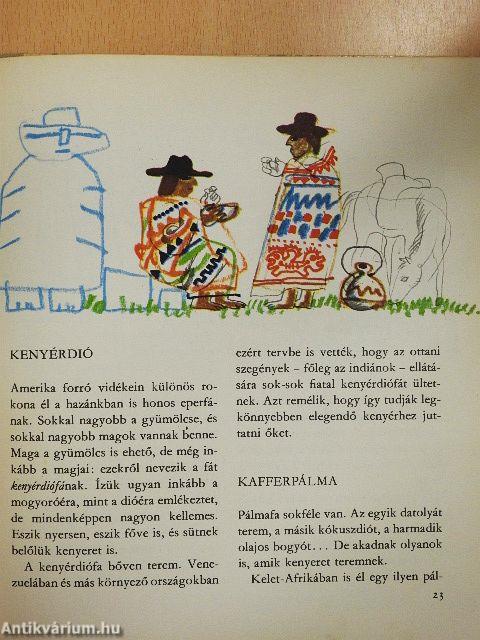 KENYÉRDIÓ
Amerika forró vidékein különös ro-
kona él a hazánkban is honos eperfá-
nak. Sokkal nagyobb a gyümölcse, és
sokkal nagyobb magok vannak benne.
Maga a gyümölcs is ehető, de még in-
kább a magjai: ezekről nevezik a fát
kenyérdiófának. Ízük ugyan inkább a
mogyoróéra, mint a dióéra emlékeztet,
de mindenképpen nagyon kellemes.
Eszik nyersen, eszik főve is, és sütnek
belőlük kenyeret is.
A kenyérdiófa bőven terem. Vene-
zuelában és más környező országokban
ezért tervbe is vették, hogy az ottani
szegények – főleg az indiánok – ellátá-
sára sok-sok fiatal kenyérdiófát ültet-
nek. Azt remélik, hogy így tudják leg-
könnyebben elegendő kenyérhez jut-
tatni őket.
KAFFERPÁLMA
Pálmafa sokféle van. Az egyik datolyát
terem, a másik kókuszdiót, a harmadik
olajos bogyót... De akadnak olyanok
is, amik kenyeret teremnek.
Kelet-Afrikában is él egy ilyen pál-
23
Antikvárium.hu